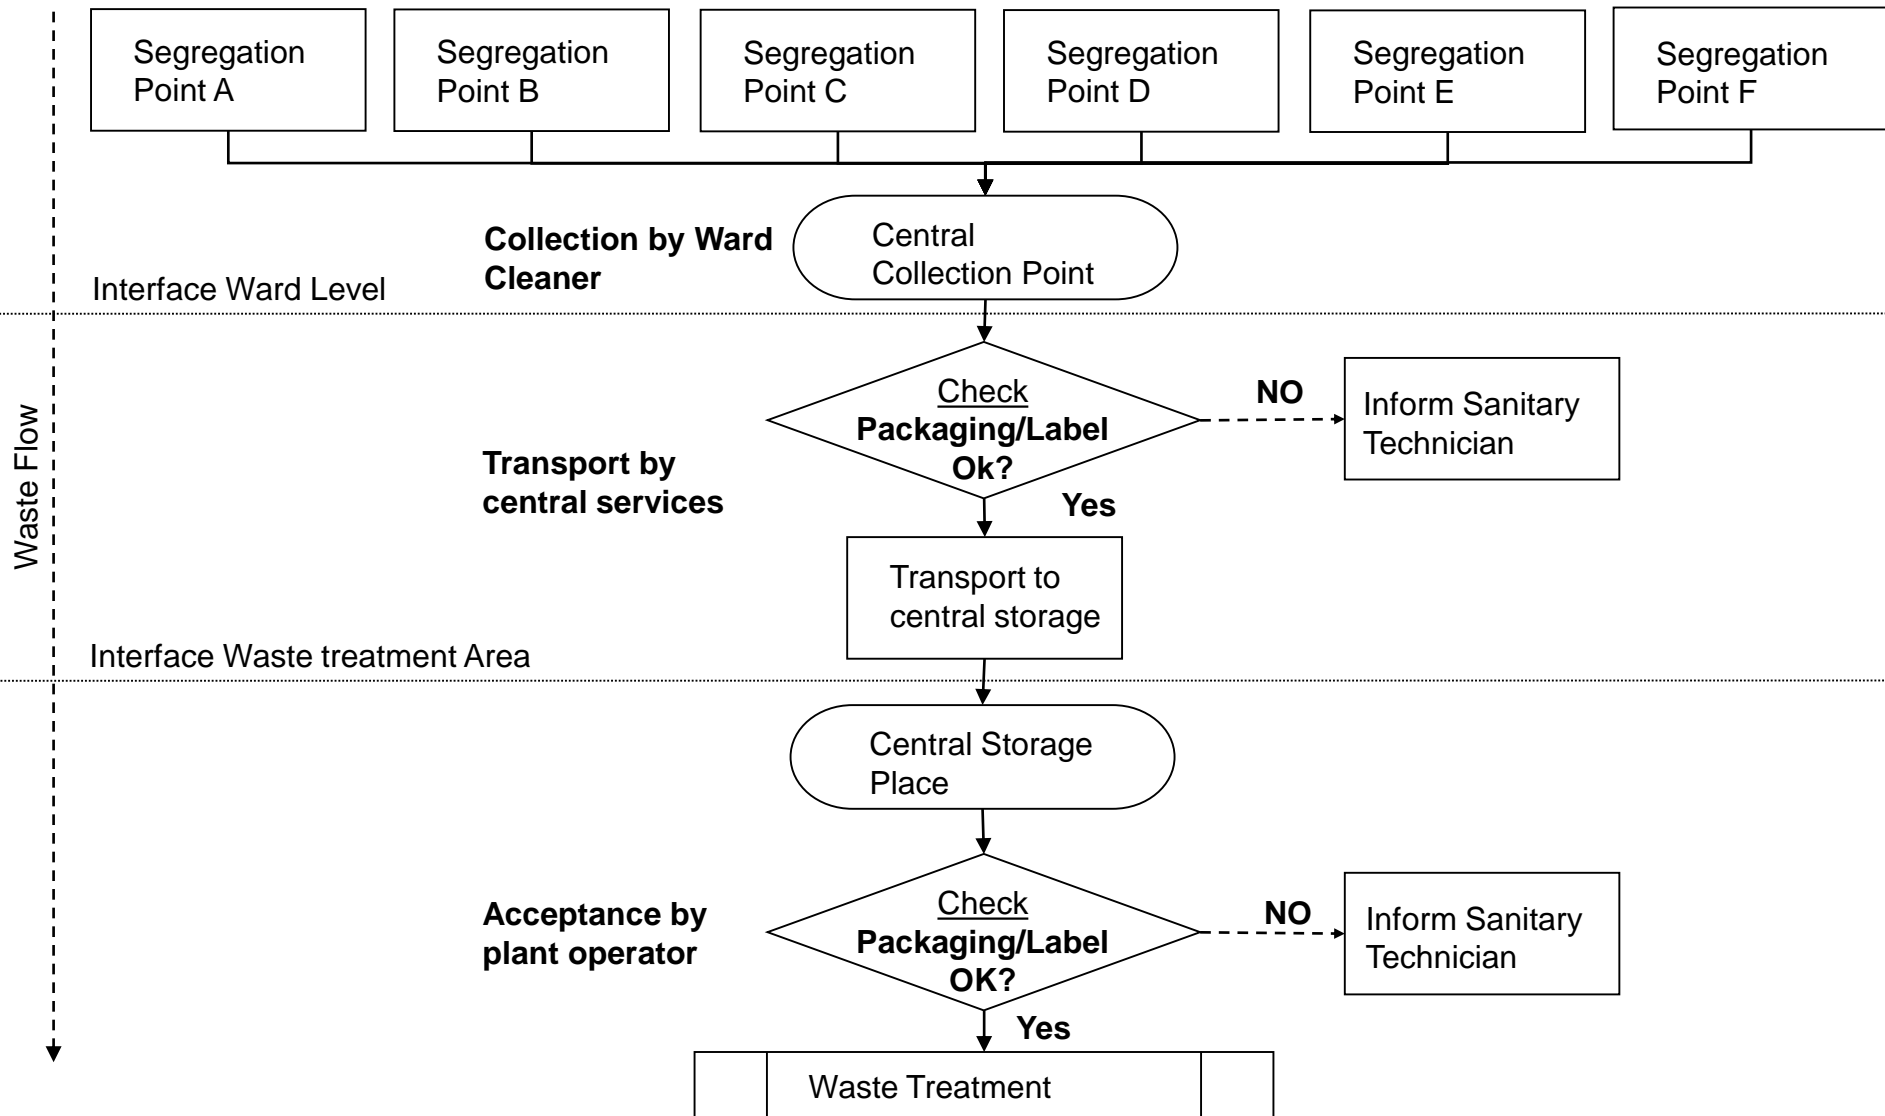 Segregation
Point A
Segregation
Point B
Segregation
Point C
Segregation
Point D
Segregation
Point E
Segregation
Point F
Collection by Ward
Cleaner
Central
Collection Point
Interface Ward Level
Waste Flow
Check
Packaging/Label
Ok?
NO
Inform Sanitary
Technician
Transport by
central services
Yes
Transport to
central storage
Interface Waste treatment Area
Central Storage
Place
Acceptance by
plant operator
Check
Packaging/Label
OK?
NO
Inform Sanitary
Technician
Yes
Waste Treatment